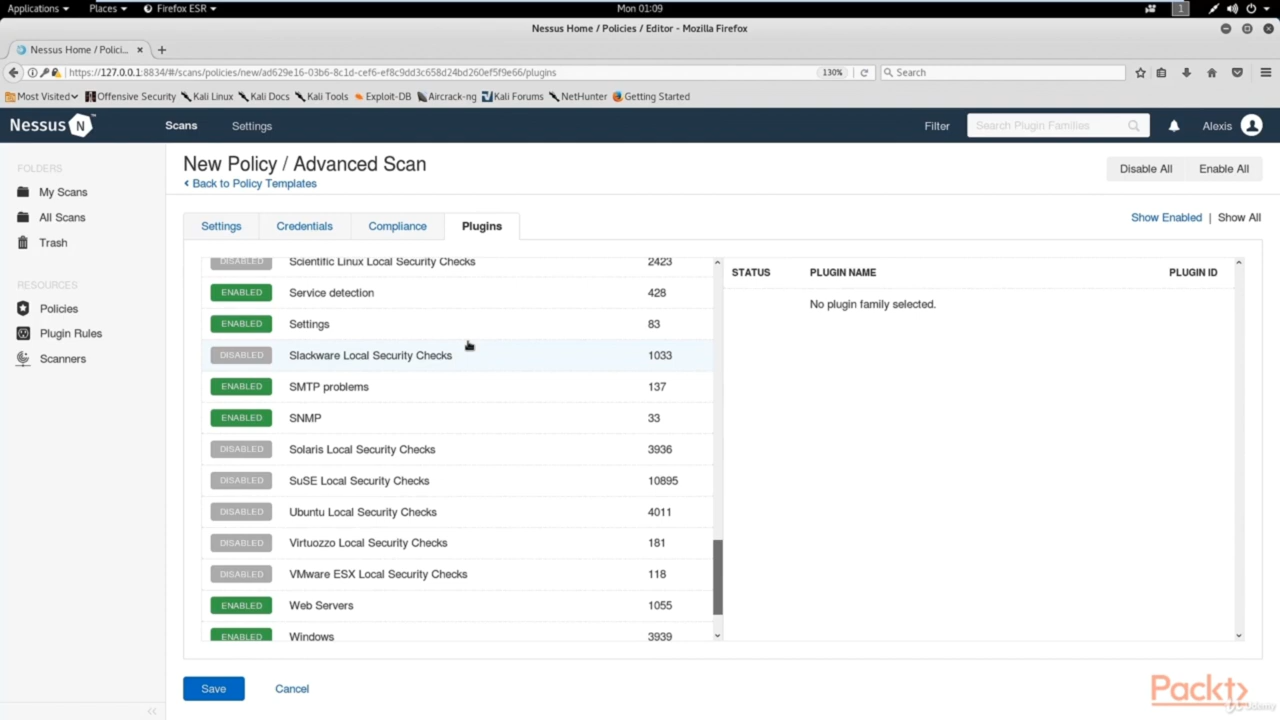 Applications Places Firefox ESR Mon 01:09 1
Nessus Home / Policies / Editor - Mozilla Firefox
Nessus Home / Polici...
https://127.0.0.1:8834/#/scans/policies/new/ad629e16-03b6-8c1d-cef6-ef8c9dd3c658d24bd260ef5f9e66/plugins 130% Search
Most Visited Offensive Security Kali Linux Kali Docs Kali Tools Exploit-DB Aircrack-ng Kali Forums NetHunter Getting Started
Nessus N Scans Settings Filter Search Plugin Families Alexis
FOLDERS
My Scans
All Scans
Trash
RESOURCES
Policies
Plugin Rules
Scanners
New Policy / Advanced Scan
Back to Policy Templates
Disable All Enable All
Settings Credentials Compliance Plugins
Show Enabled | Show All
DISABLED Scientific Linux Local Security Checks 2423
ENABLED Service detection 428
ENABLED Settings 83
DISABLED Slackware Local Security Checks 1033
ENABLED SMTP problems 137
ENABLED SNMP 33
DISABLED Solaris Local Security Checks 3936
DISABLED SuSE Local Security Checks 10895
DISABLED Ubuntu Local Security Checks 4011
DISABLED Virtuozzo Local Security Checks 181
DISABLED VMware ESX Local Security Checks 118
ENABLED Web Servers 1055
ENABLED Windows 3939
STATUS PLUGIN NAME PLUGIN ID
No plugin family selected.
Save Cancel
Packt>
Udemy